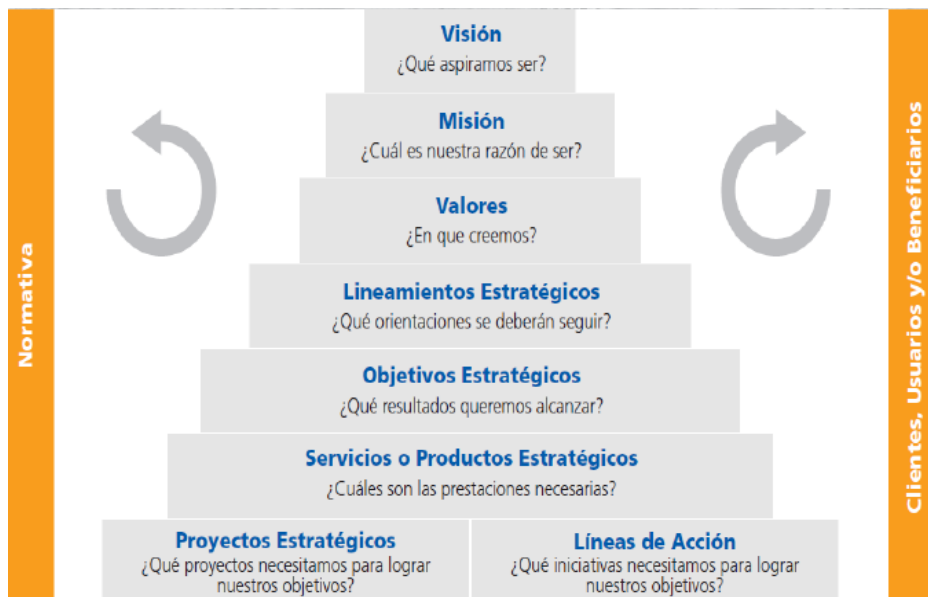 Normativa
Visión
¿Qué aspiramos ser?
Misión
¿Cuál es nuestra razón de ser?
Valores
¿En que creemos?
Lineamientos Estratégicos
¿Qué orientaciones se deberán seguir?
Objetivos Estratégicos
¿Qué resultados queremos alcanzar?
Servicios o Productos Estratégicos
¿Cuáles son las prestaciones necesarias?
Proyectos Estratégicos
¿Qué proyectos necesitamos para lograr
nuestros objetivos?
Líneas de Acción
¿Qué iniciativas necesitamos para lograr
nuestros objetivos?
Clientes, Usuarios y/o Beneficiarios